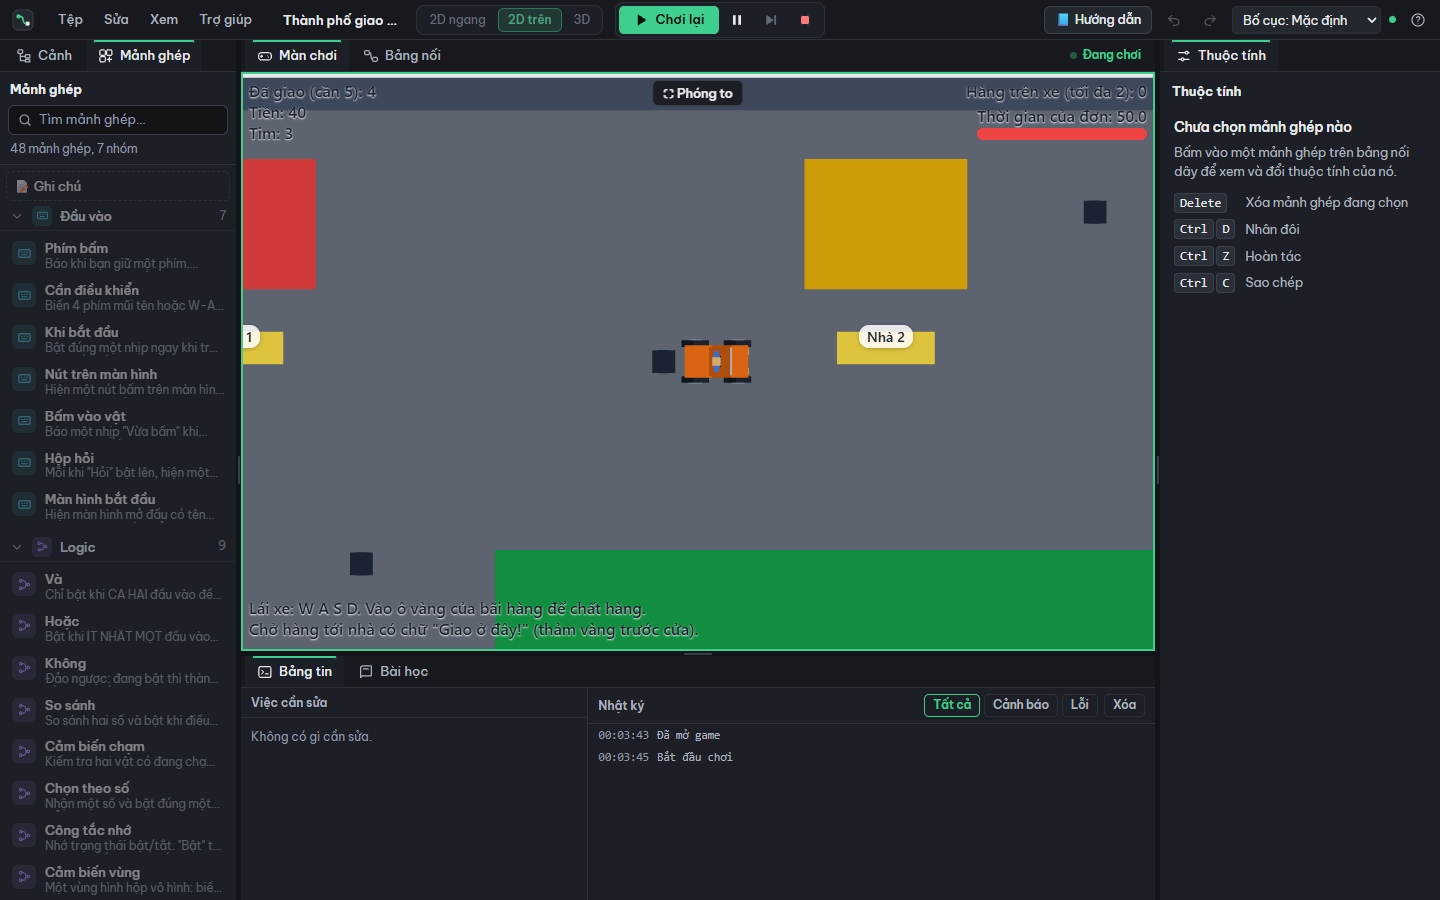 Tệp
Sửa
Xem
Trợ giúp
Thành phố giao ...
2D ngang
2D trên
3D
Chơi lại
Hướng dẫn
Bố cục: Mặc định
Cảnh
Mảnh ghép
Màn chơi
Bảng nối
Đang chơi
Thuộc tính
Mảnh ghép
Tìm mảnh ghép...
48 mảnh ghép, 7 nhóm
Ghi chú
Đầu vào 7
Phím bấm
Báo khi bạn giữ một phím....
Cần điều khiển
Biến 4 phím mũi tên hoặc W-A...
Khi bắt đầu
Bật đúng một nhịp ngay khi tr...
Nút trên màn hình
Hiện một nút bấm trên màn hìn...
Bấm vào vật
Báo một nhịp "Vừa bấm" khi...
Hộp hỏi
Mỗi khi "Hỏi" bật lên, hiện một...
Màn hình bắt đầu
Hiện màn hình mở đầu có tên...
Logic 9
Và
Chỉ bật khi CẢ HAI đầu vào đề...
Hoặc
Bật khi ÍT NHẤT MỘT đầu vào...
Không
Đảo ngược: đang bật thì thàn...
So sánh
So sánh hai số và bật khi điều...
Cảm biến chạm
Kiểm tra hai vật có đang chạ...
Chọn theo số
Nhận một số và bật đúng một...
Công tắc nhớ
Nhớ trạng thái bật/tắt. "Bật" t...
Cảm biến vùng
Một vùng hình hộp vô hình: biế...
Đã giao (cần 5): 4
Tiền: 40
Tim: 3
Phóng to
Hàng trên xe (tối đa 2): 0
Thời gian của đơn: 50.0
1
Nhà 2
Lái xe: W A S D. Vào ô vàng của bãi hàng để chất hàng.
Chở hàng tới nhà có chữ "Giao ở đây!" (thảm vàng trước cửa).
Bảng tin
Bài học
Việc cần sửa
Không có gì cần sửa.
Nhật ký
Tất cả
Cảnh báo
Lỗi
Xóa
00:03:43 Đã mở game
00:03:45 Bắt đầu chơi
Thuộc tính
Chưa chọn mảnh ghép nào
Bấm vào một mảnh ghép trên bảng nối
dây để xem và đổi thuộc tính của nó.
Delete Xóa mảnh ghép đang chọn
Ctrl D Nhân đôi
Ctrl Z Hoàn tác
Ctrl C Sao chép